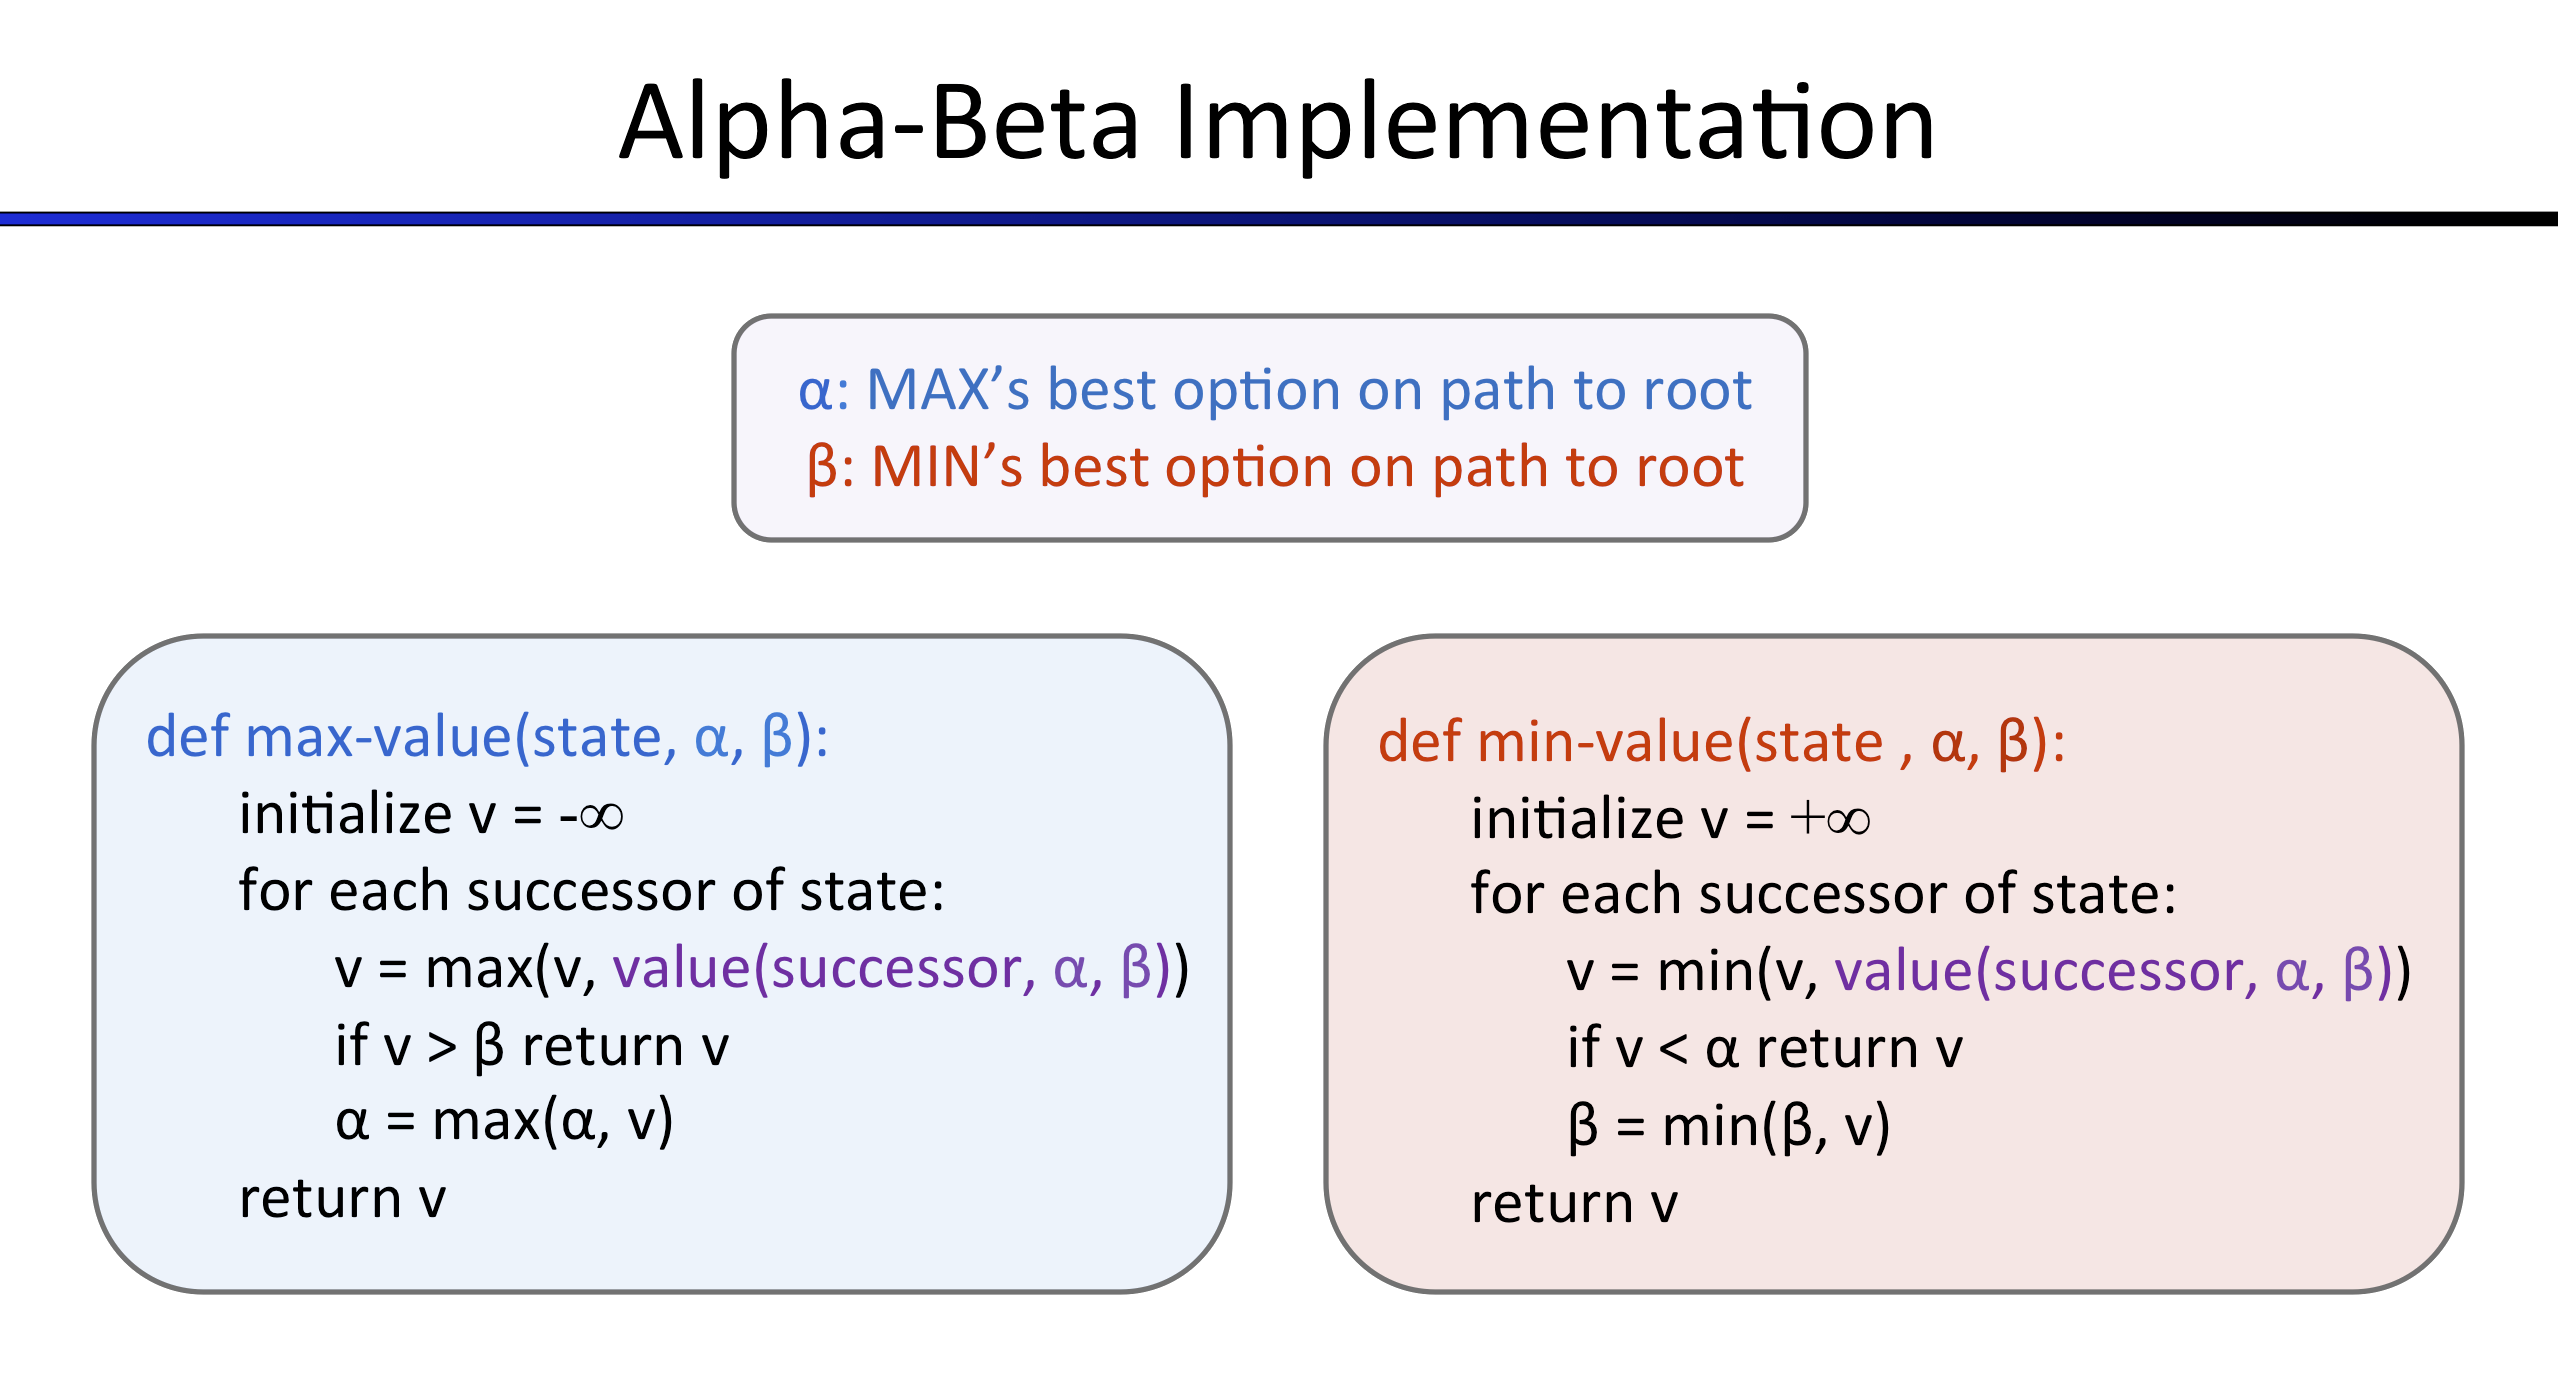 Alpha-Beta Implementation
α: MAX’s best option on path to root
β: MIN’s best option on path to root
def max-value(state, α, β):
initialize v = -∞
for each successor of state:
v = max(v, value(successor, α, β))
if v > β return v
α = max(α, v)
return v
def min-value(state , α, β):
initialize v = +∞
for each successor of state:
v = min(v, value(successor, α, β))
if v < α return v
β = min(β, v)
return v